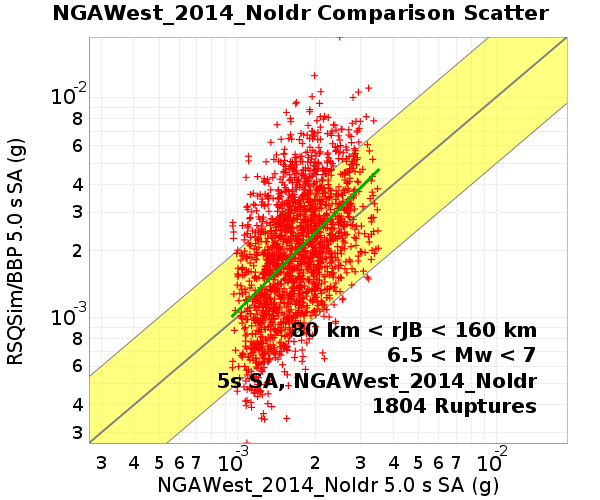 NGAWest_2014_NoIdr Comparison Scatter
RSQSim/BBP 5.0 s SA (g)
10-2
8
6
4
3
2
10-3
8
6
4
3
80 km < rJB < 160 km
6.5 < Mw < 7
5s SA, NGAWest_2014_NoIdr
1804 Ruptures
3 4 5 6 7 10-3 2 3 4 5 6 7 10-2
NGAWest_2014_NoIdr 5.0 s SA (g)